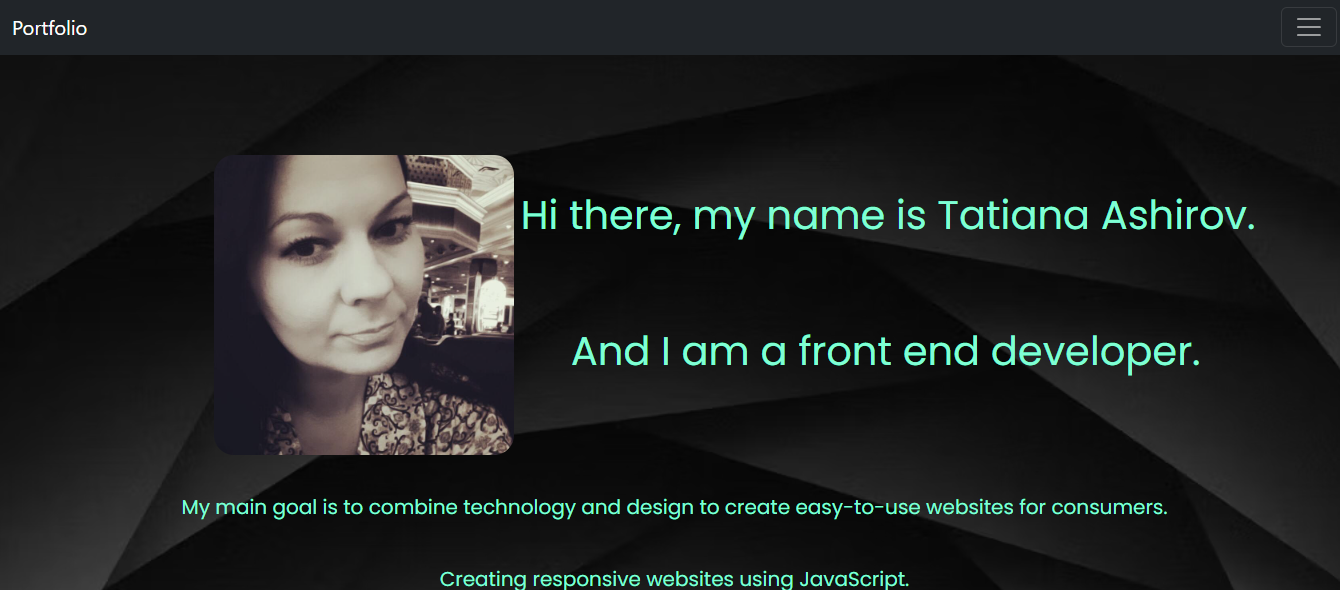 Portfolio
Hi there, my name is Tatiana Ashirov.
And I am a front end developer.
My main goal is to combine technology and design to create easy-to-use websites for consumers.
Creating responsive websites using JavaScript.